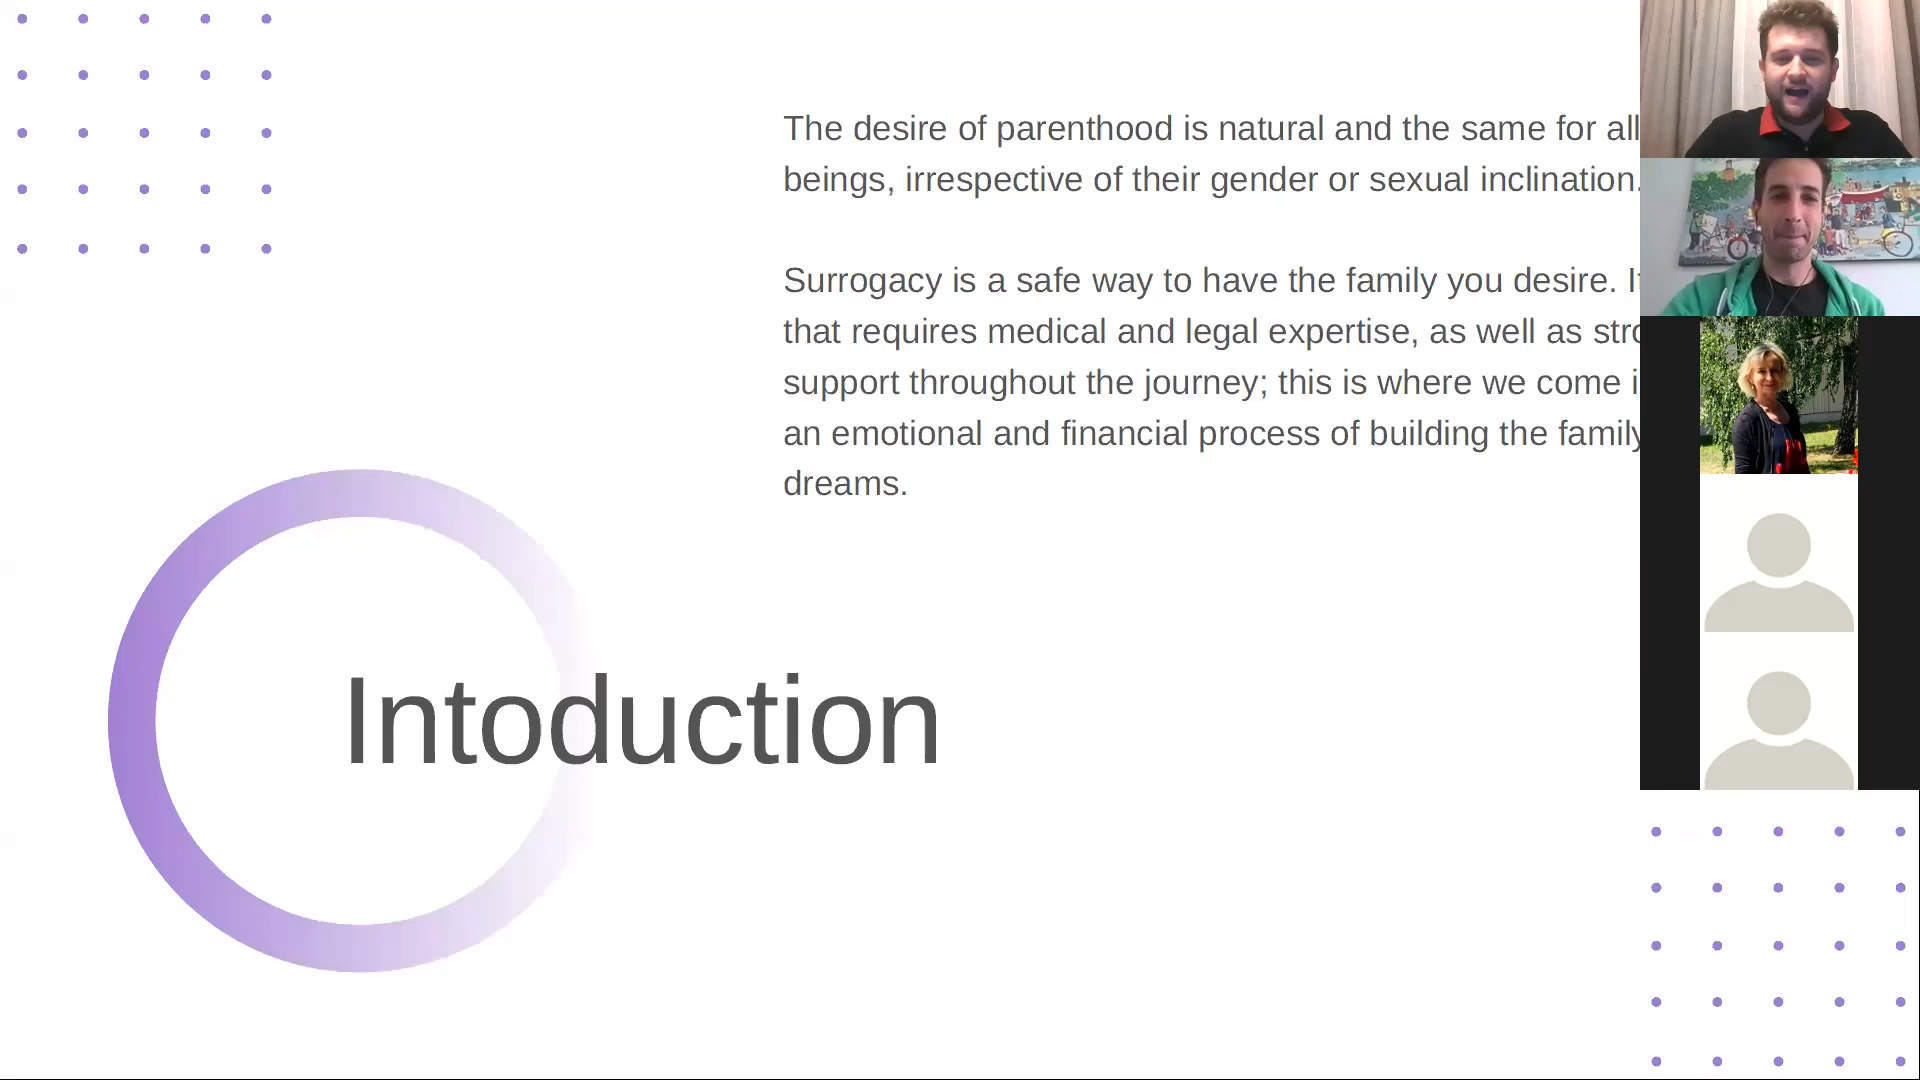 The desire of parenthood is natural and the same for all
beings, irrespective of their gender or sexual inclination.
Surrogacy is a safe way to have the family you desire.
that requires medical and legal expertise, as well as
support throughout the journey; this is where we come
an emotional and financial process of building the family
dreams.
Intoduction